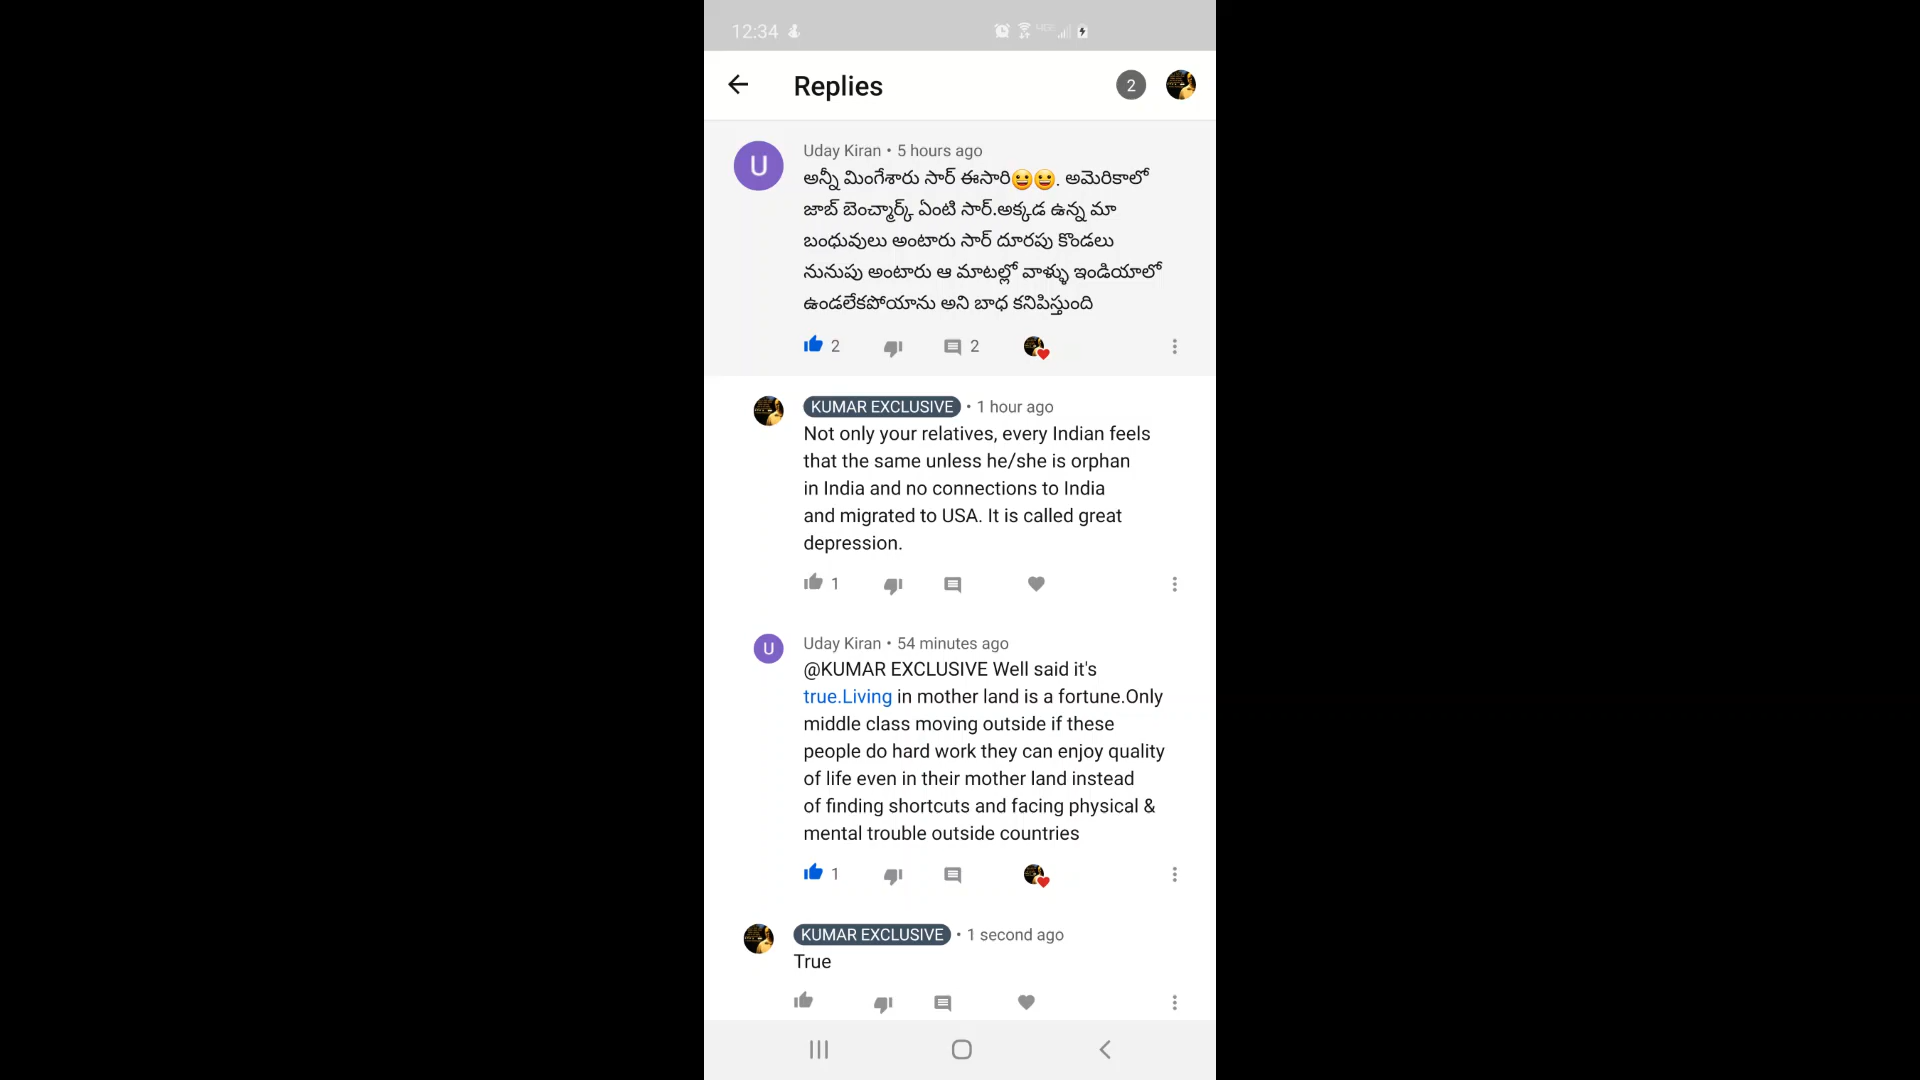 12:34
Replies
2
Uday Kiran • 5 hours ago
అన్నీ మింగేశారు సార్ ఈసారి😀😀. అమెరికాలో
జాబ్ బెంచ్మార్క్ ఏంటి సార్.అక్కడ ఉన్న మా
బంధువులు అంటారు సార్ దూరపు కొండలు
నునుపు అంటారు ఆ మాటల్లో వాళ్ళు ఇండియాలో
ఉండలేకపోయాను అని బాధ కనిపిస్తుంది
2 2
KUMAR EXCLUSIVE • 1 hour ago
Not only your relatives, every Indian feels
that the same unless he/she is orphan
in India and no connections to India
and migrated to USA. It is called great
depression.
1
Uday Kiran • 54 minutes ago
@KUMAR EXCLUSIVE Well said it's
true.Living in mother land is a fortune.Only
middle class moving outside if these
people do hard work they can enjoy quality
of life even in their mother land instead
of finding shortcuts and facing physical &
mental trouble outside countries
1
KUMAR EXCLUSIVE • 1 second ago
True